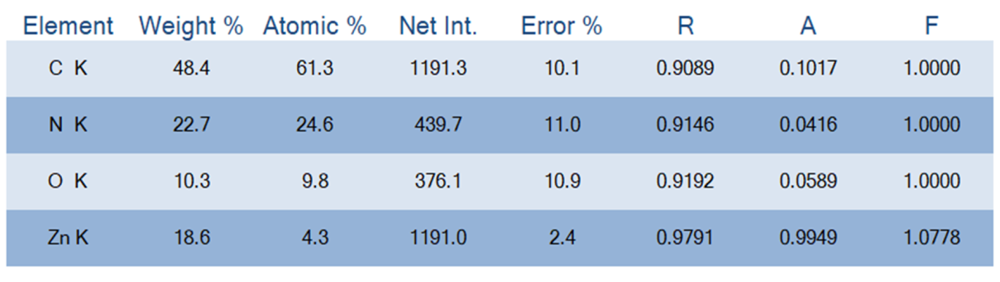 Element Weight % Atomic % Net Int. Error % R A F
C K 48.4 61.3 1191.3 10.1 0.9089 0.1017 1.0000
N K 22.7 24.6 439.7 11.0 0.9146 0.0416 1.0000
O K 10.3 9.8 376.1 10.9 0.9192 0.0589 1.0000
Zn K 18.6 4.3 1191.0 2.4 0.9791 0.9949 1.0778